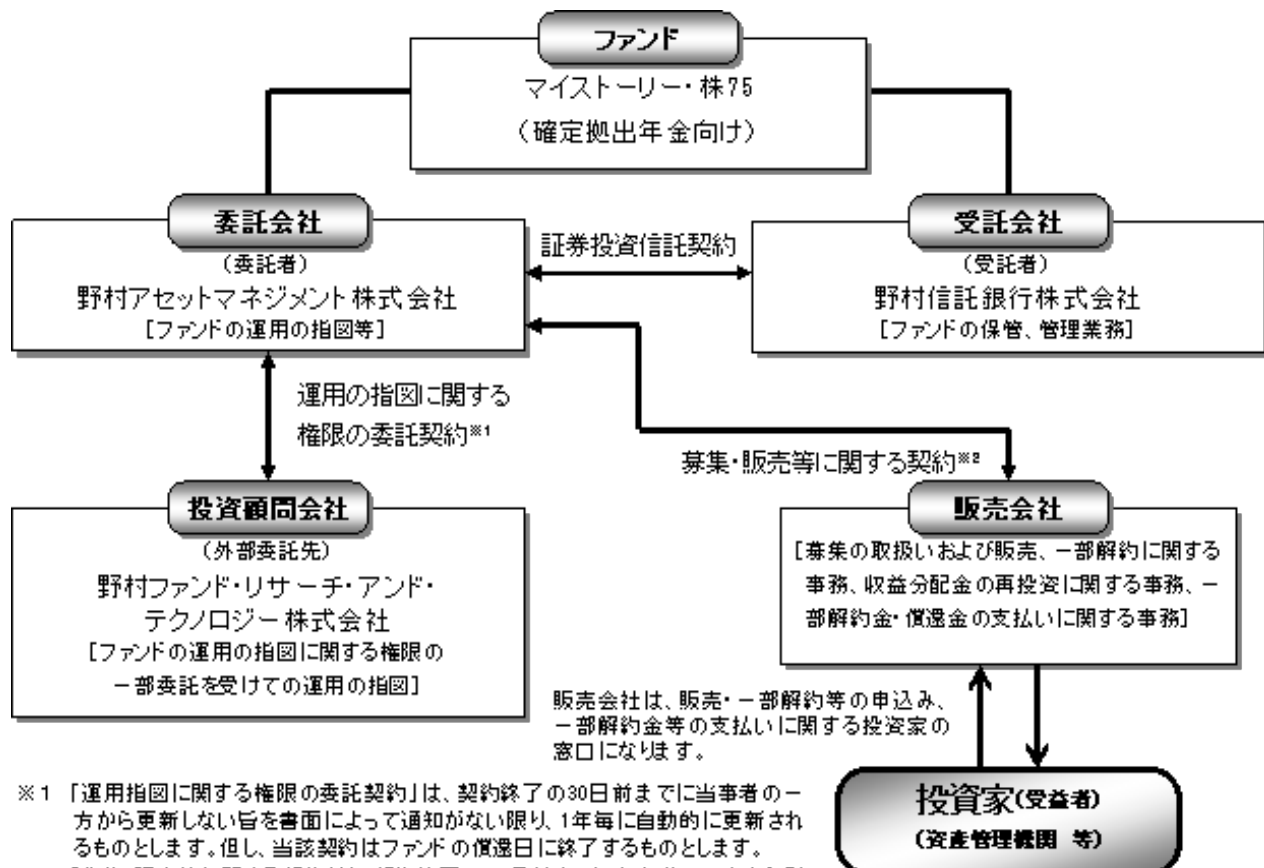 ファンド
マイストーリー・株75
(確定拠出年金向け)
委託会社
(委託者)
野村アセットマネジメント株式会社
[ファンドの運用の指図等]
証券投資信託契約
受託会社
(受託者)
野村信託銀行株式会社
[ファンドの保管、管理業務]
運用の指図に関する
権限の委託契約※1
募集・販売等に関する契約※2
投資顧問会社
(外部委託先)
野村ファンド・リサーチ・アンド・
テクノロジー株式会社
[ファンドの運用の指図に関する権限の
一部委託を受けての運用の指図]
販売会社
[募集の取扱いおよび販売、一部解約に関する
事務、収益分配金の再投資に関する事務、一
部解約金・償還金の支払いに関する事務]
販売会社は、販売・一部解約等の申込み、
一部解約金等の支払いに関する投資家の
窓口になります。
投資家(受益者)
(資産管理機関 等)
※1 「運用指図に関する権限の委託契約」は、契約終了の30日前までに当事者の一
方から更新しない旨を書面によって通知がない限り、1年毎に自動的に更新され
るものとします。但し、当該契約はファンドの償還日に終了するものとします。